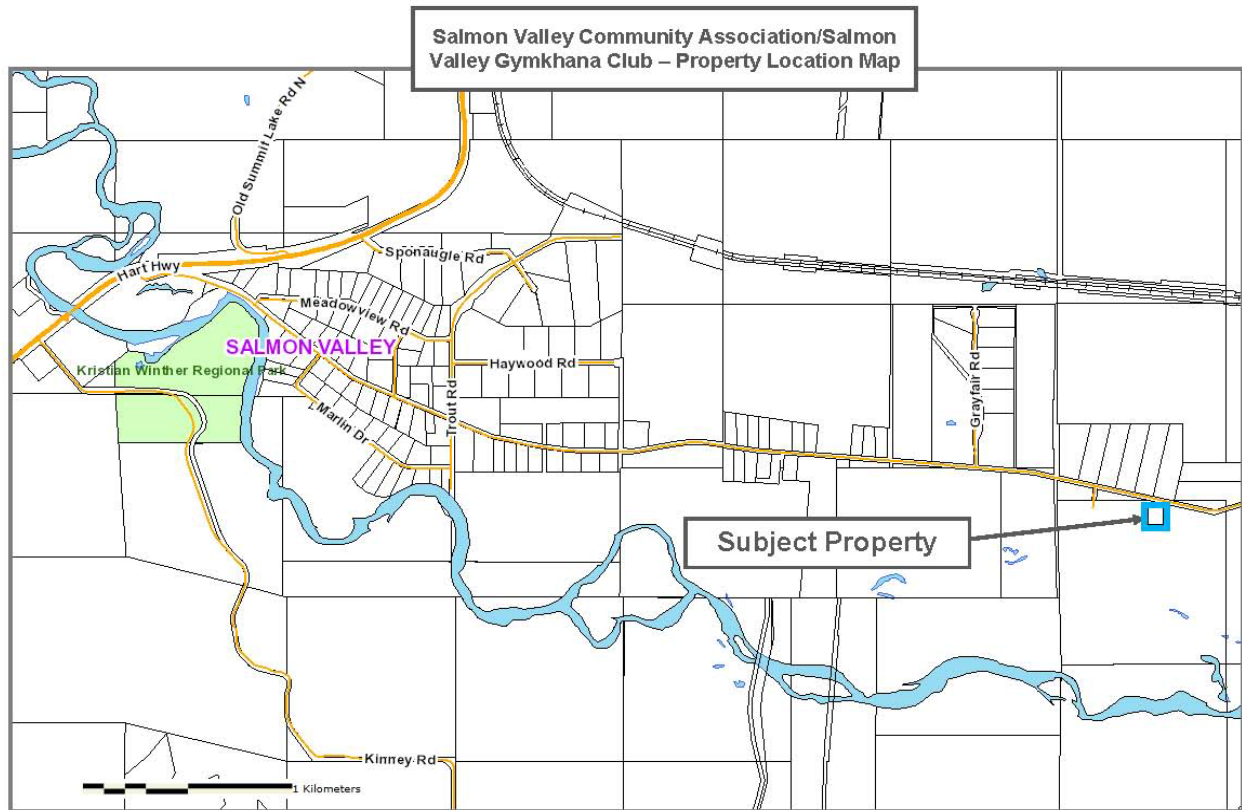 Salmon Valley Community Association/Salmon
Valley Gymkhana Club – Property Location Map
Old Summit Lake Rd N
Hart Hwy
Sponaugle Rd
Meadowview Rd
SALMON VALLEY
Kristian Winther Regional Park
Haywood Rd
Trout Rd
Marlin Dr
Grayfair Rd
Subject Property
Kinney Rd
1 Kilometers